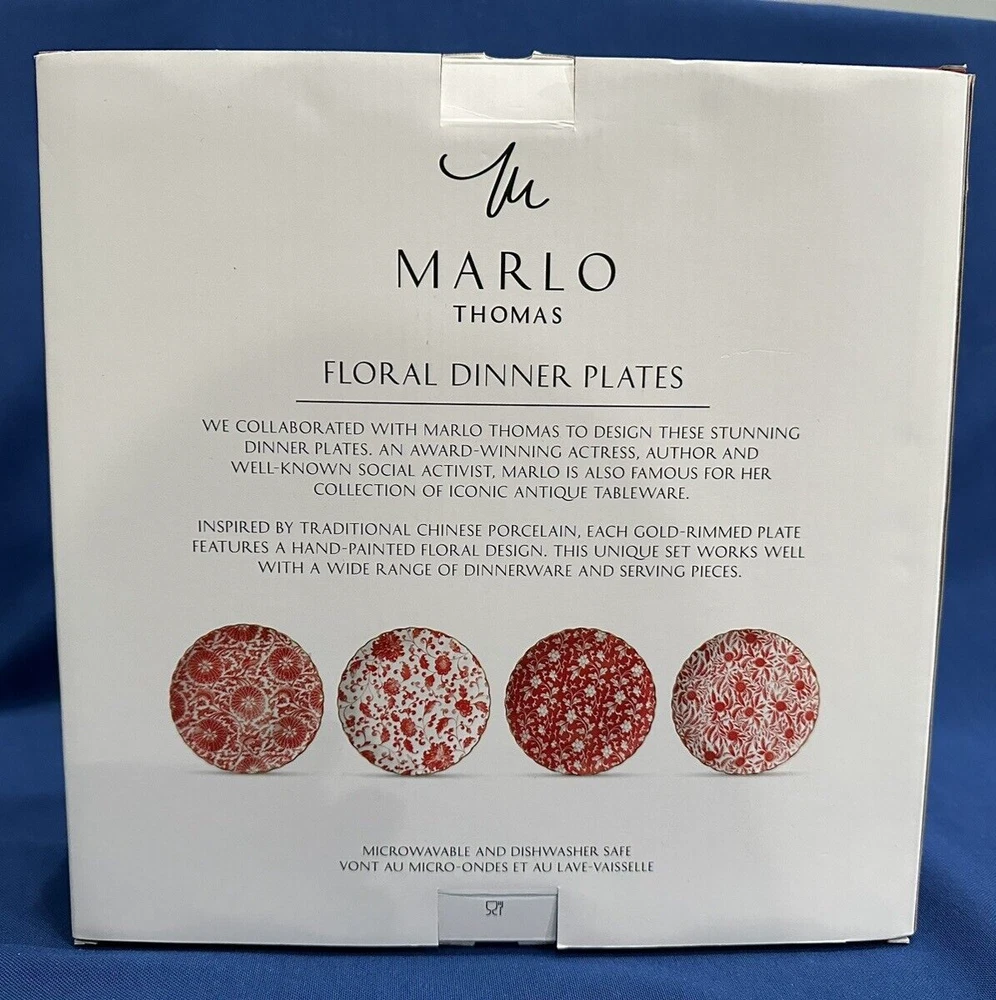 M
MARLO
THOMAS
FLORAL DINNER PLATES
WE COLLABORATED WITH MARLO THOMAS TO DESIGN THESE STUNNING
DINNER PLATES. AN AWARD-WINNING ACTRESS, AUTHOR AND
WELL-KNOWN SOCIAL ACTIVIST, MARLO IS ALSO FAMOUS FOR HER
COLLECTION OF ICONIC ANTIQUE TABLEWARE.
INSPIRED BY TRADITIONAL CHINESE PORCELAIN, EACH GOLD-RIMMED PLATE
FEATURES A HAND-PAINTED FLORAL DESIGN. THIS UNIQUE SET WORKS WELL
WITH A WIDE RANGE OF DINNERWARE AND SERVING PIECES.
MICROWAVABLE AND DISHWASHER SAFE
VONT AU MICRO-ONDES ET AU LAVE-VAISSELLE